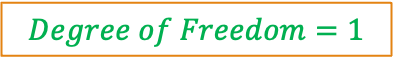 Degree of Freedom = 1